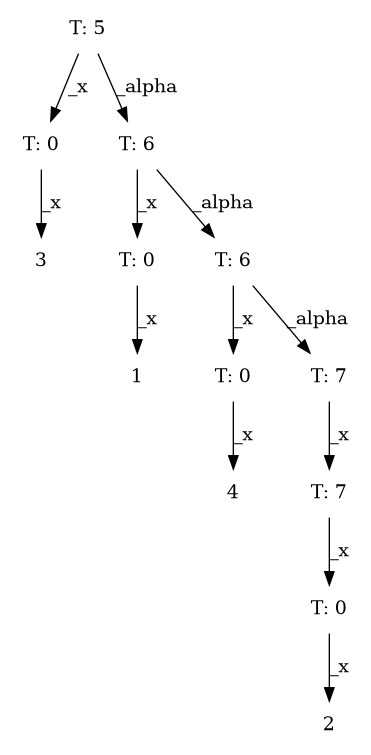 T: 5
_x
_alpha
T: 0
T: 6
_x
_x
_alpha
3
T: 0
T: 6
_x
_x
_alpha
1
T: 0
T: 7
_x
_x
4
T: 7
_x
T: 0
_x
2